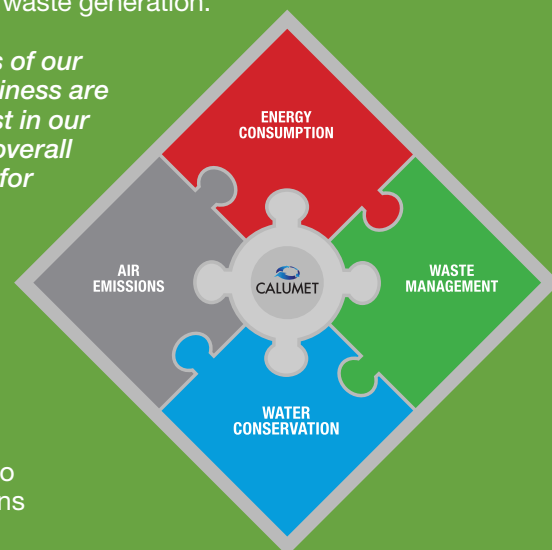 waste generation.
s of our
iness are
st in our
overall
for
ENERGY
CONSUMPTION
AIR
EMISSIONS
CALUMET
WASTE
MANAGEMENT
WATER
CONSERVATION
o
ns